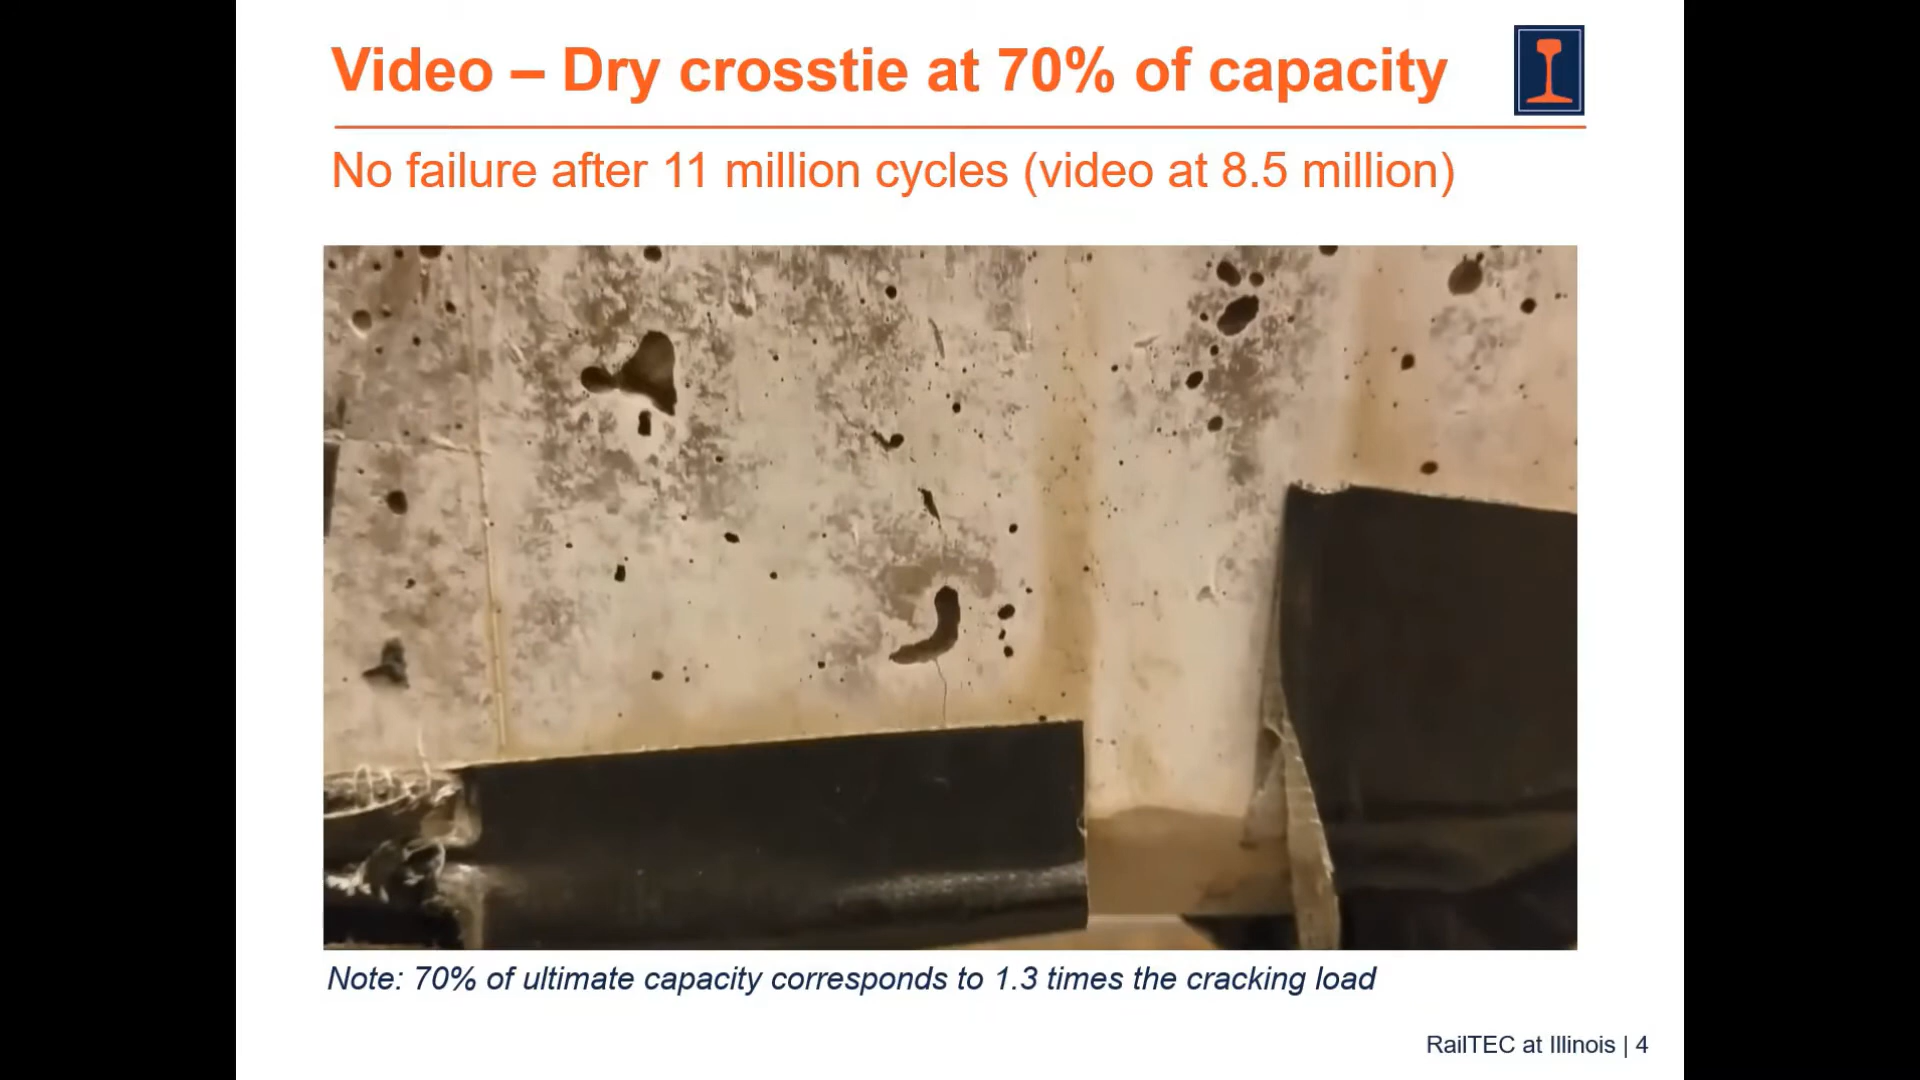 Video – Dry crosstie at 70% of capacity
No failure after 11 million cycles (video at 8.5 million)
Note: 70% of ultimate capacity corresponds to 1.3 times the cracking load
RailTEC at Illinois | 4